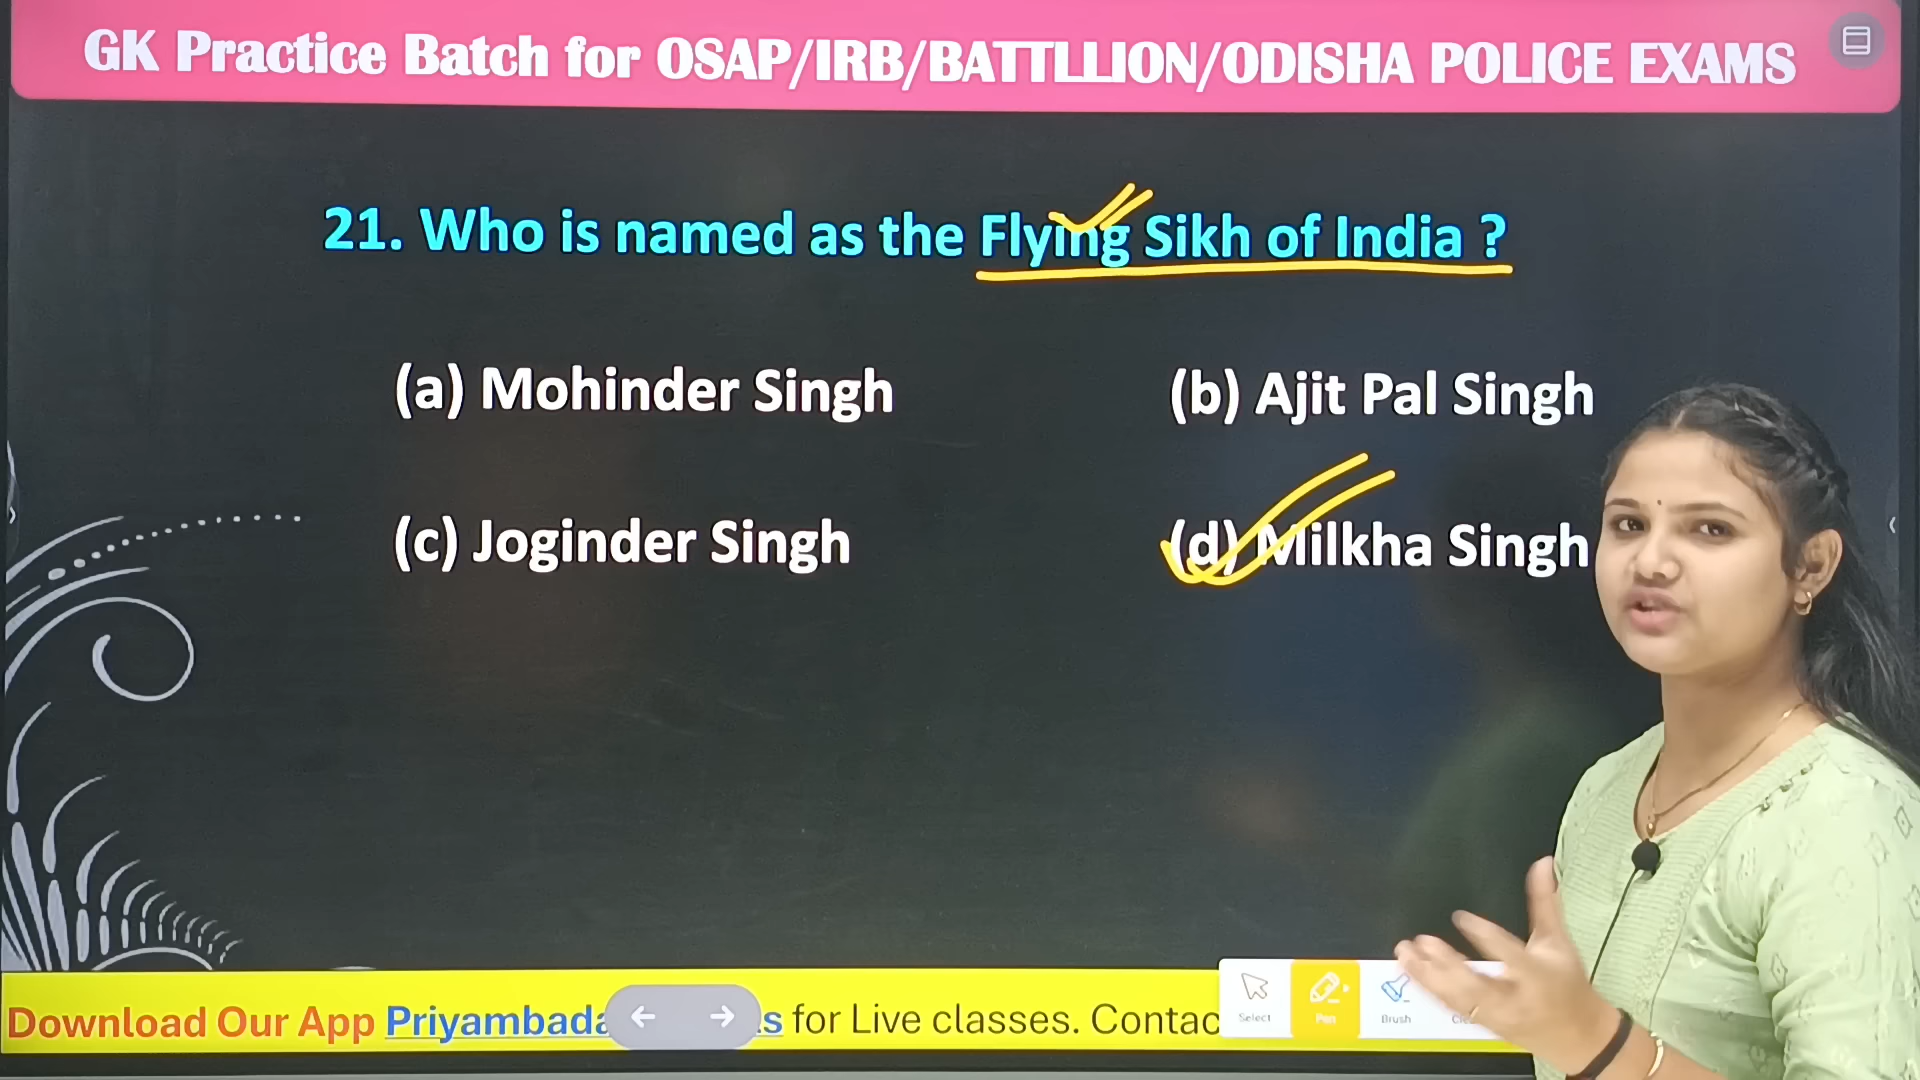 GK Practice Batch for OSAP/IRB/BATTLLION/ODISHA POLICE EXAMS
21. Who is named as the Flying Sikh of India ?
(a) Mohinder Singh
(b) Ajit Pal Singh
(c) Joginder Singh
(d) Milkha Singh
Download Our App Priyambada for Live classes.
Select
Pen
Brush